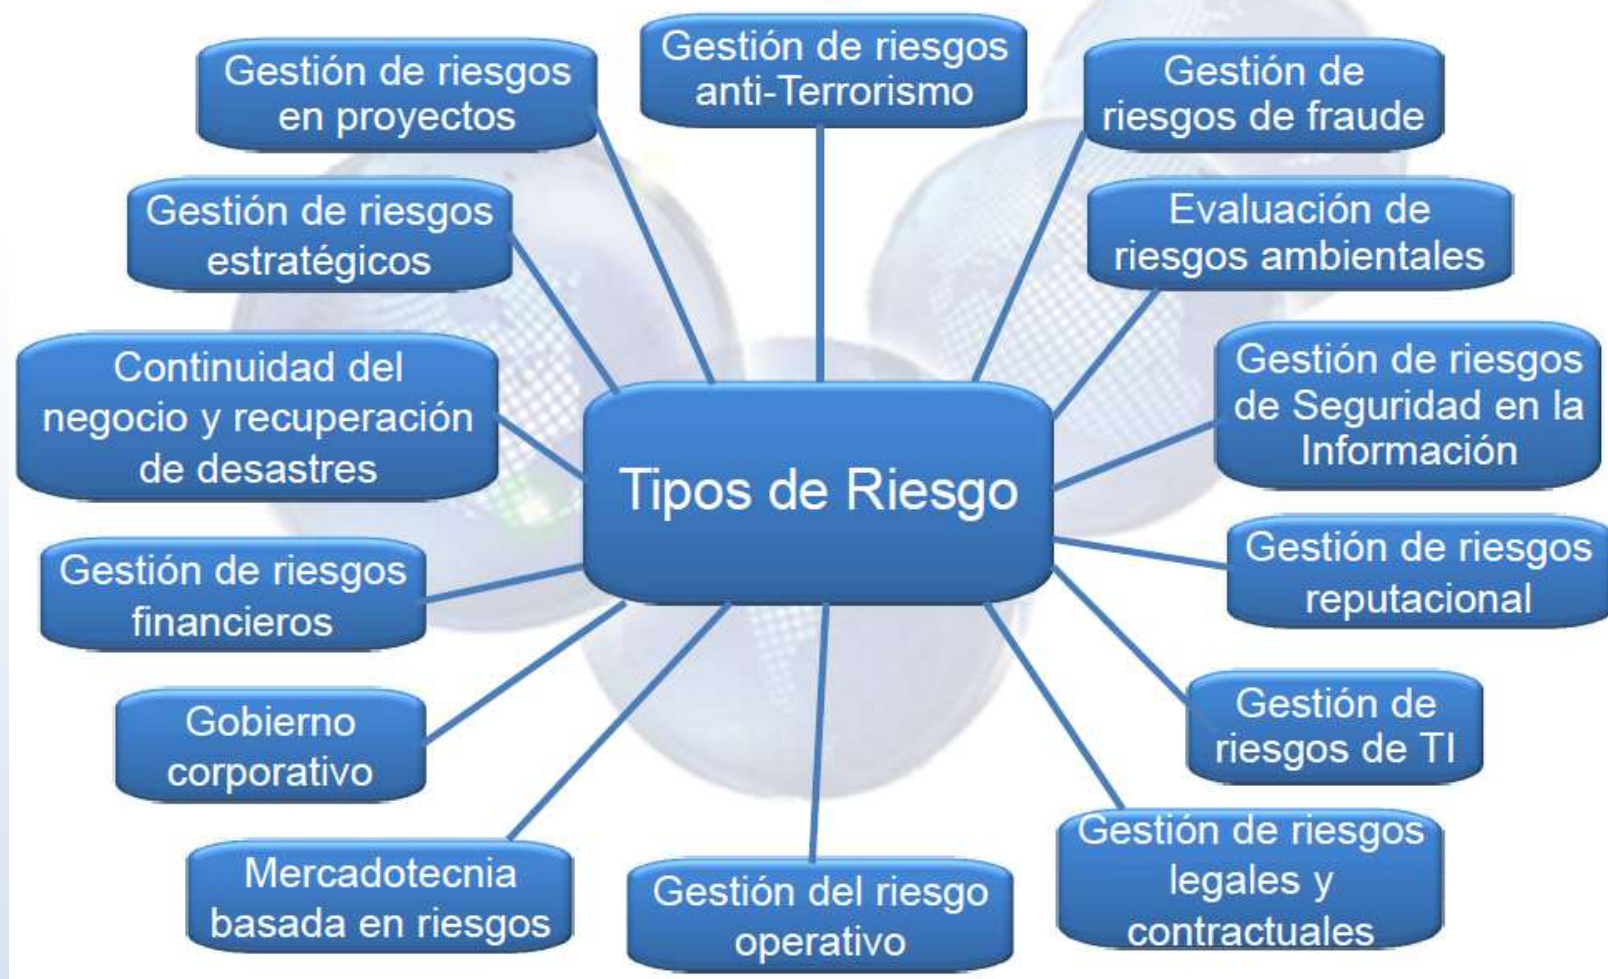 Gestión de riesgos
anti-Terrorismo
Gestión de riesgos
en proyectos
Gestión de
riesgos de fraude
Gestión de riesgos
estratégicos
Evaluación de
riesgos ambientales
Continuidad del
negocio y recuperación
de desastres
Gestión de riesgos
de Seguridad en la
Información
Tipos de Riesgo
Gestión de riesgos
financieros
Gestión de riesgos
reputacional
Gobierno
corporativo
Gestión de
riesgos de TI
Mercadotecnia
basada en riesgos
Gestión del riesgo
operativo
Gestión de riesgos
legales y
contractuales